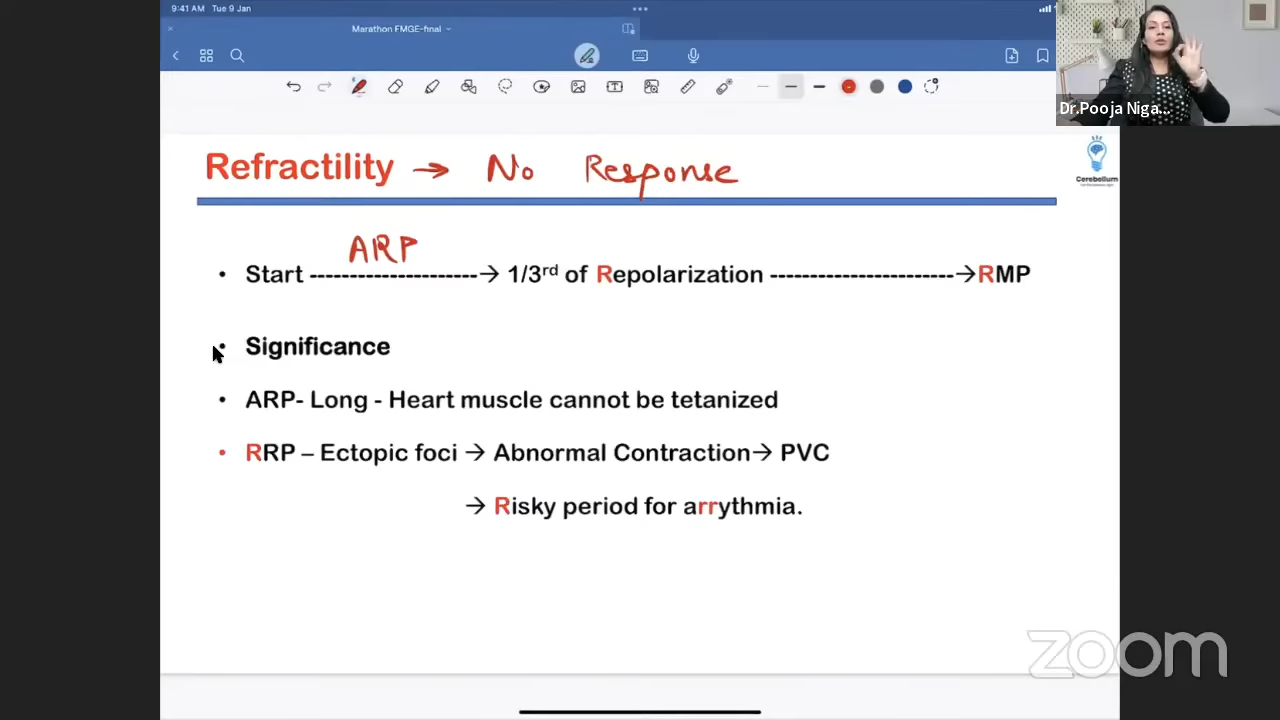 9:41 AM Tue 9 Jan
Marathon FMGE-final
Dr.Pooja Niga...
Refractility → No Response
Cerebellum
ARP
• Start ---------------------→ 1/3rd of Repolarization -----------------------→RMP
• Significance
• ARP- Long - Heart muscle cannot be tetanized
• RRP – Ectopic foci → Abnormal Contraction→ PVC
→ Risky period for arrythmia.
zoom